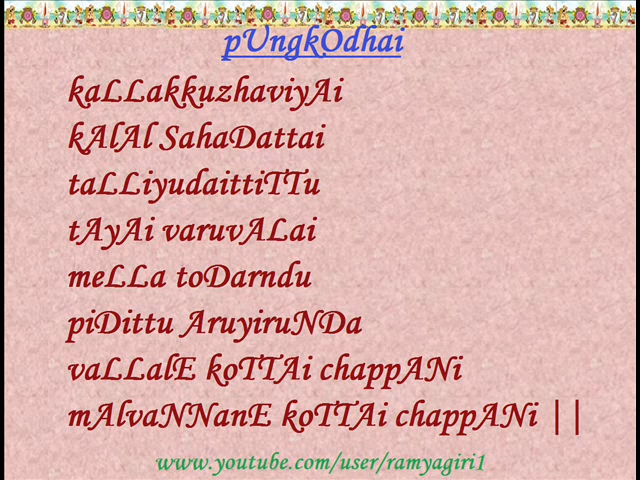 pUngkOdhai
kaLLakkuzhaviyAi
kAlAl SahaDattai
taLLiyudaittiTTu
tAyAi varuvALai
meLLa toDarndu
piDittu AruyiruNDa
vaLLalE koTTAi chappANi
mAlvaNNanE koTTAi chappANi ||
www.youtube.com/user/ramyagiri1